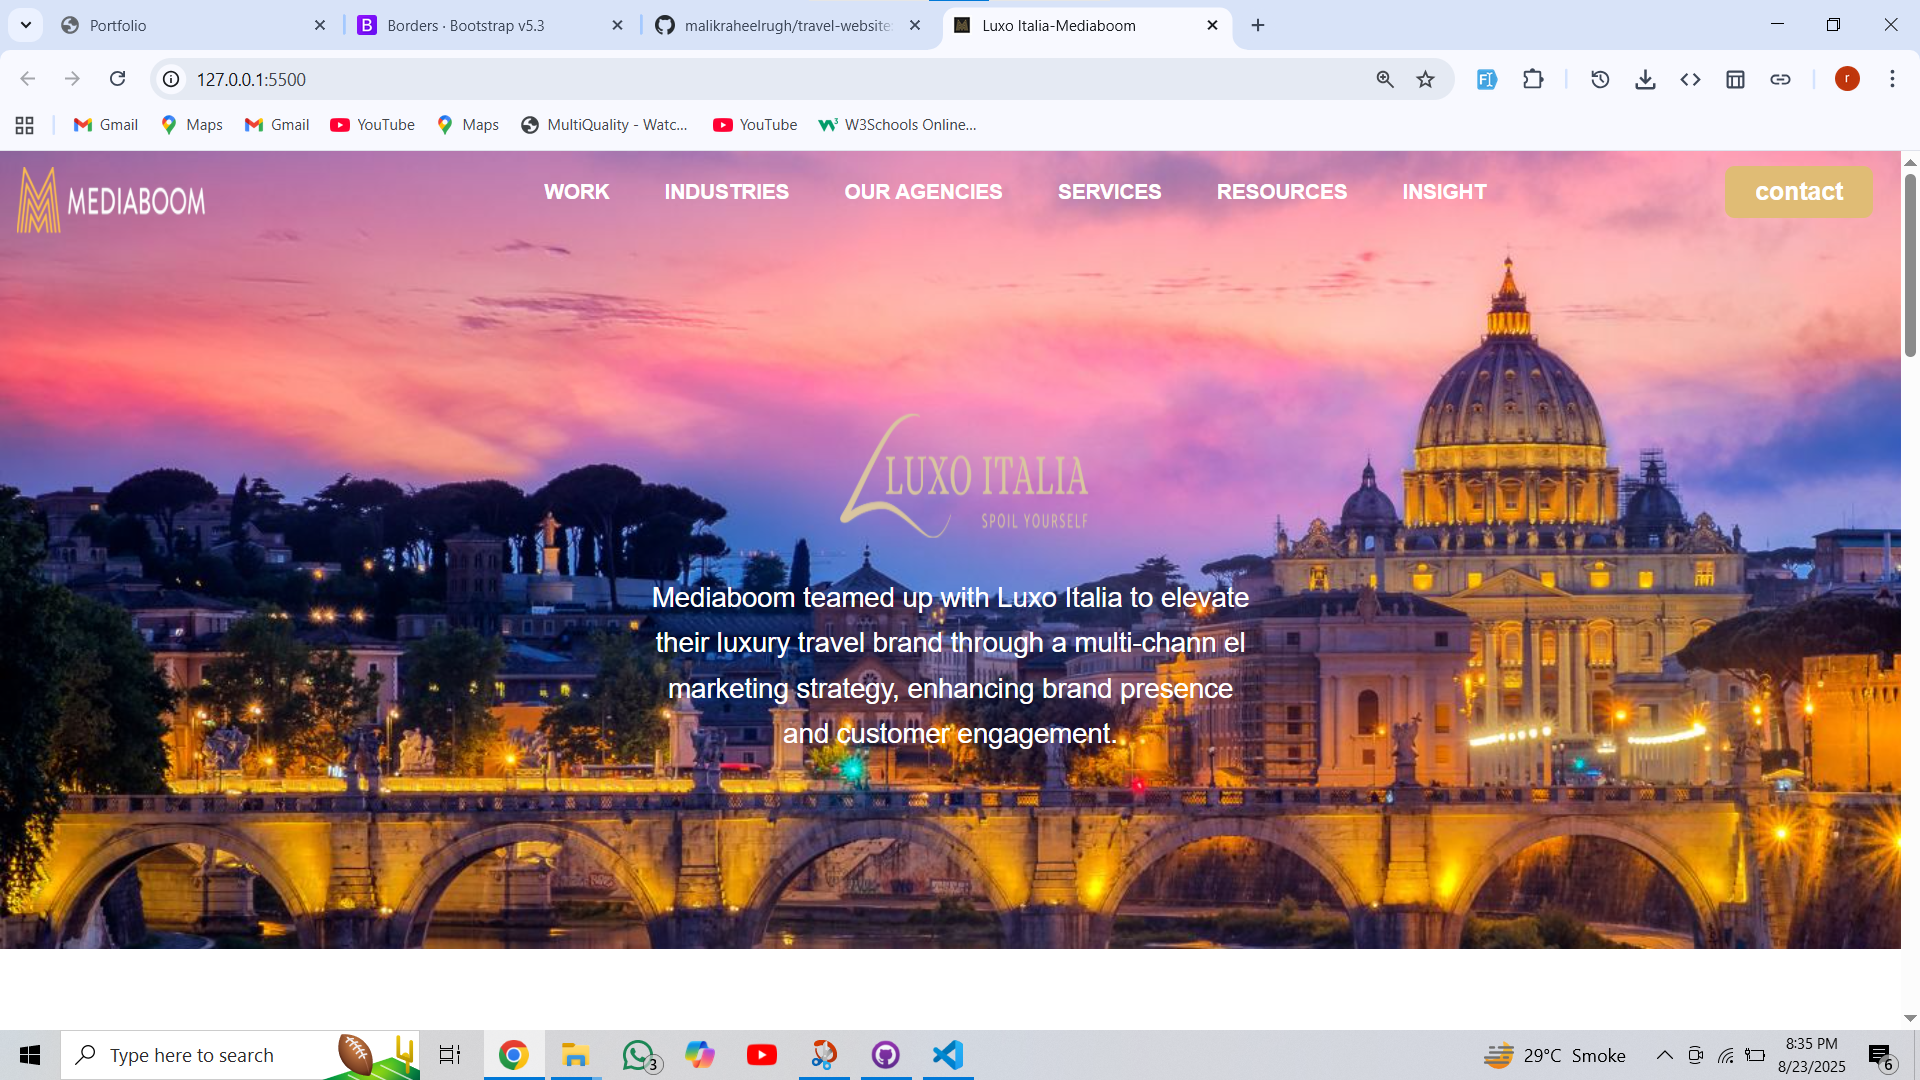 Portfolio
Borders · Bootstrap v5.3
malikraheelrugh/travel-website:
Luxo Italia-Mediaboom
127.0.0.1:5500
Gmail
Maps
Gmail
YouTube
Maps
MultiQuality - Watc...
YouTube
W3Schools Online...
MEDIABOOM
WORK
INDUSTRIES
OUR AGENCIES
SERVICES
RESOURCES
INSIGHT
contact
LUXO ITALIA
SPOIL YOURSELF
Mediaboom teamed up with Luxo Italia to elevate
their luxury travel brand through a multi-chann el
marketing strategy, enhancing brand presence
and customer engagement.
Type here to search
3
29°C Smoke
8:35 PM
8/23/2025
6